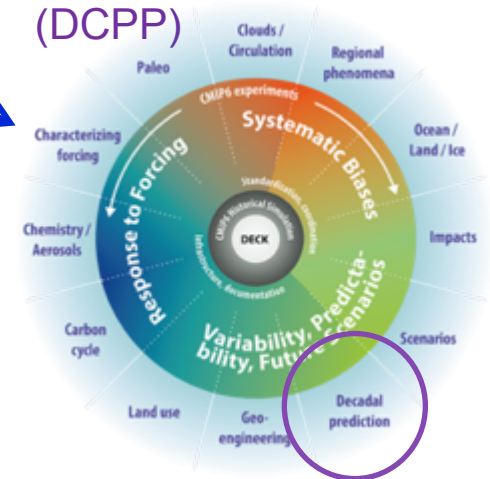 (DCPP)
Clouds /
Circulation
Regional
phenomena
Ocean /
Land / Ice
Impacts
Scenarios
Decadal
prediction
Geo-
engineering
Land use
Carbon
cycle
Chemistry /
Aerosols
Characterizing
forcing
Paleo
CMIP6 experiments
Systematic Biases
Variability, Predicta-
bility, Future Scenarios
Response to Forcing
Standardisation, coordination
infrastructure, documentation
CMIP6 Historical Simulation
DECK